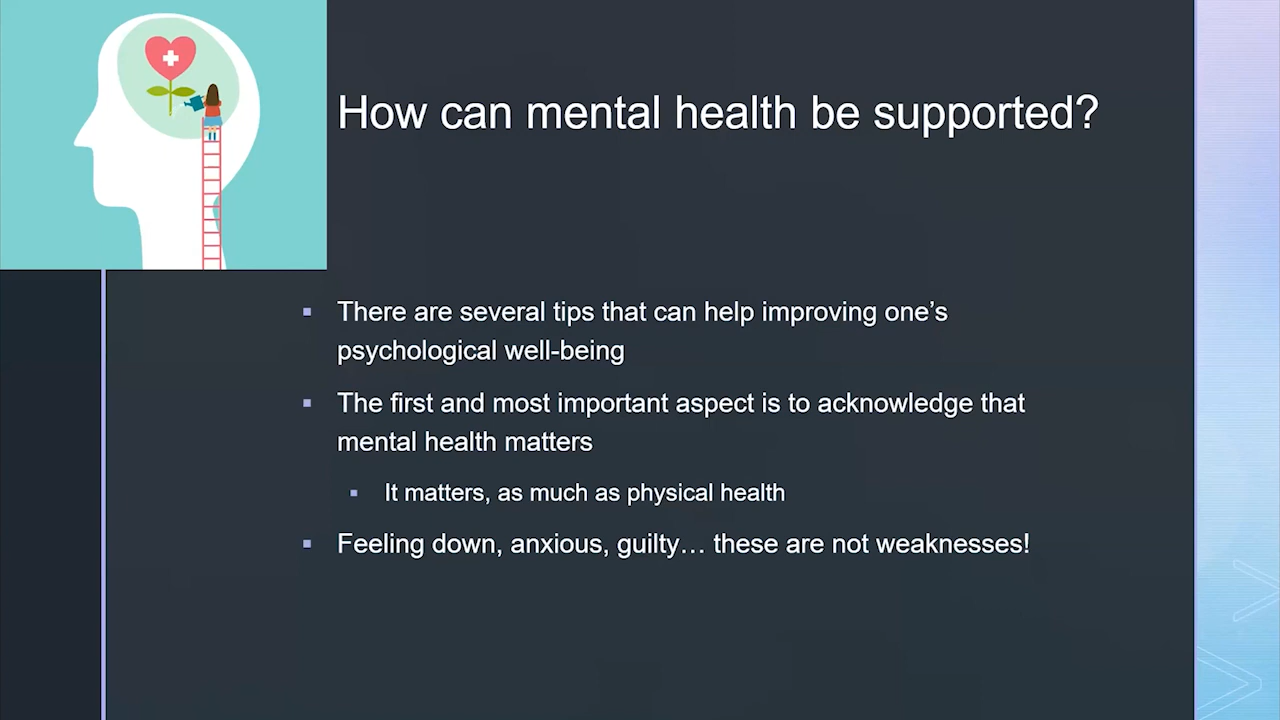 How can mental health be supported?
There are several tips that can help improving one’s
psychological well-being
The first and most important aspect is to acknowledge that
mental health matters
It matters, as much as physical health
Feeling down, anxious, guilty… these are not weaknesses!